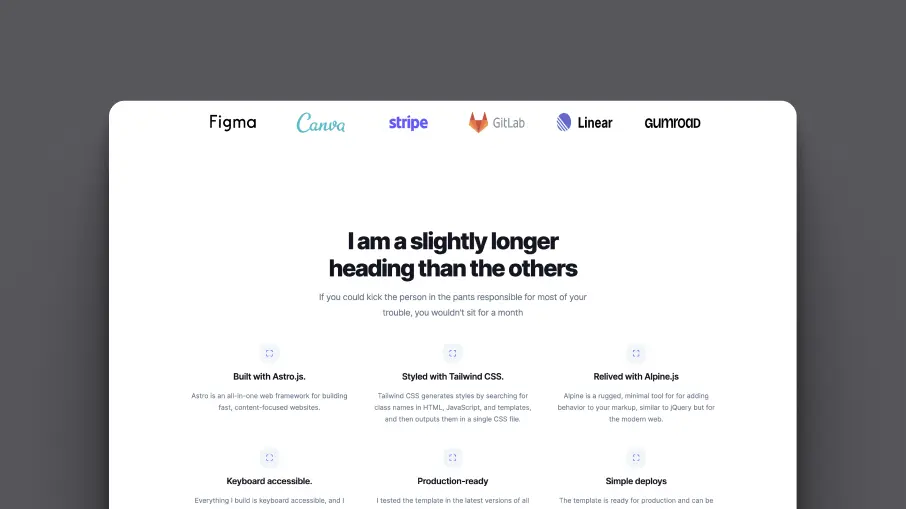 Figma Canva stripe GitLab Linear GUMROAD
I am a slightly longer
heading than the others
If you could kick the person in the pants responsible for most of your
trouble, you wouldn't sit for a month
Built with Astro.js.
Astro is an all-in-one web framework for building
fast, content-focused websites.
Styled with Tailwind CSS.
Tailwind CSS generates styles by searching for
class names in HTML, JavaScript, and templates,
and then outputs them in a single CSS file.
Relived with Alpine.js
Alpine is a rugged, minimal tool for for adding
behavior to your markup, similar to jQuery but for
the modern web.
Keyboard accessible.
Everything I build is keyboard accessible, and I
Production-ready
I tested the template in the latest versions of all
Simple deploys
The template is ready for production and can be